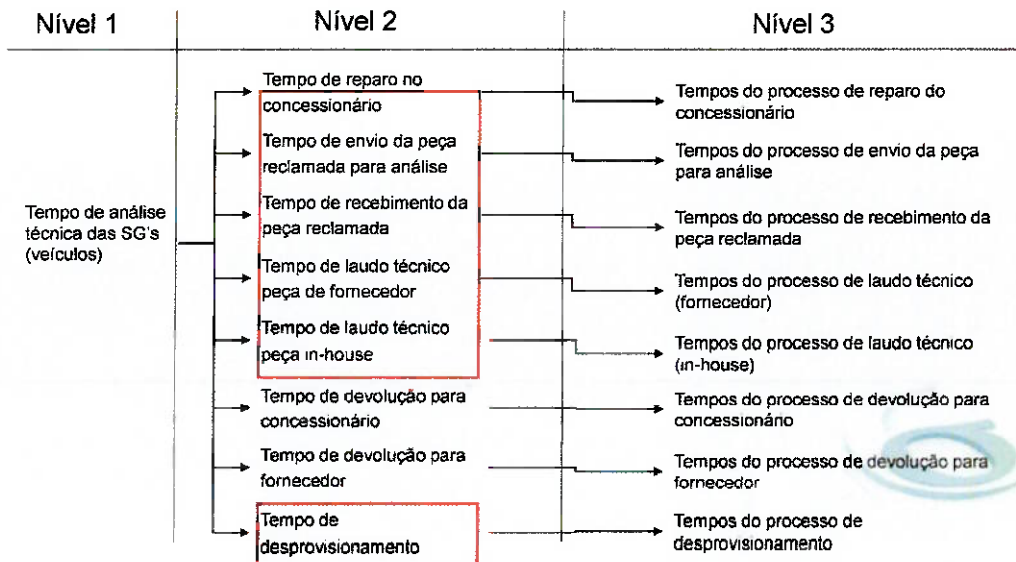 Nível 1
Nível 2
Nível 3
Tempo de análise
técnica das SG's
(veículos)
Tempo de reparo no
concessionário
Tempo de envio da peça
reclamada para análise
Tempo de recebimento da
peça reclamada
Tempo de laudo técnico
peça de fornecedor
Tempo de laudo técnico
peça in-house
Tempo de devolução para
concessionário
Tempo de devolução para
fornecedor
Tempo de
desprovisionamento
Tempos do processo de reparo do
concessionário
Tempos do processo de envio da peça
para análise
Tempos do processo de recebimento da
peça reclamada
Tempos do processo de laudo técnico
(fornecedor)
Tempos do processo de laudo técnico
(in-house)
Tempos do processo de devolução para
concessionário
Tempos do processo de devolução para
fornecedor
Tempos do processo de
desprovisionamento